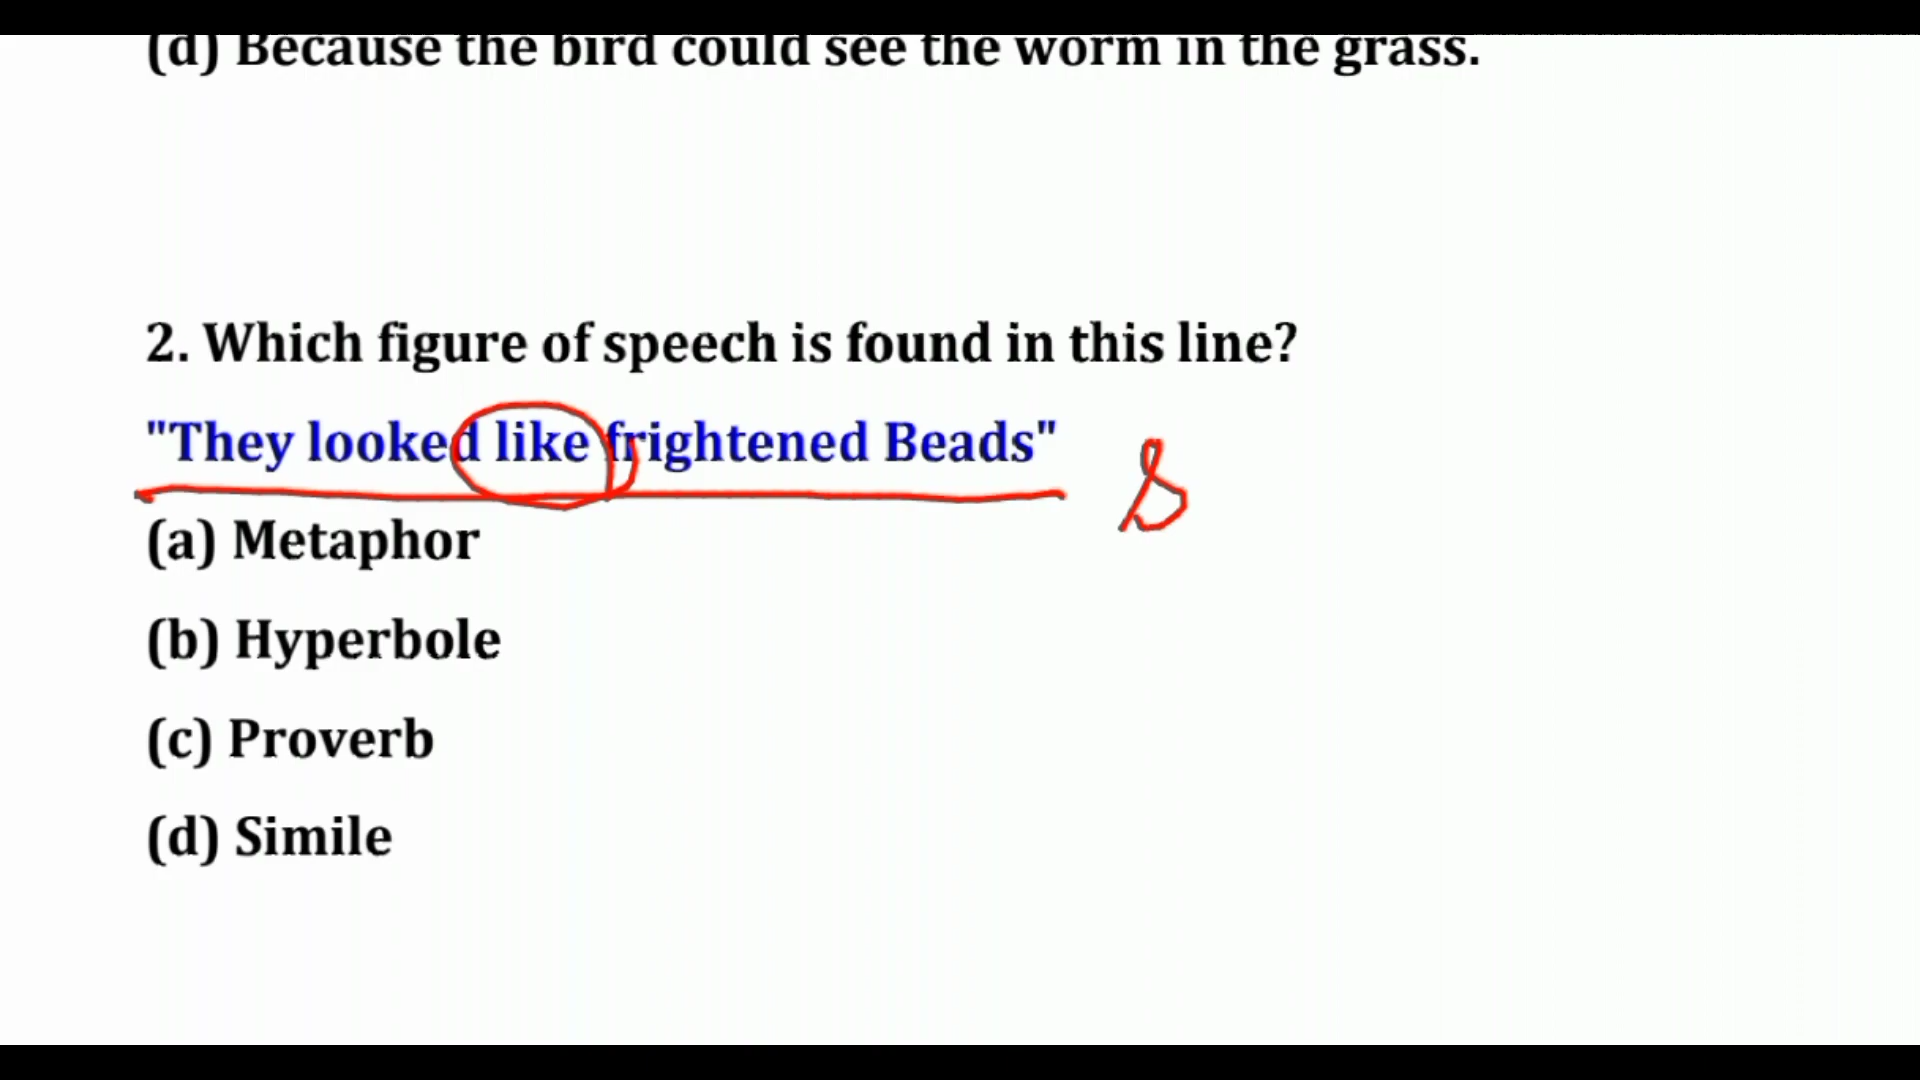 (d) Because the bird could see the worm in the grass.
2. Which figure of speech is found in this line?
"They looked like frightened Beads"
S
(a) Metaphor
(b) Hyperbole
(c) Proverb
(d) Simile